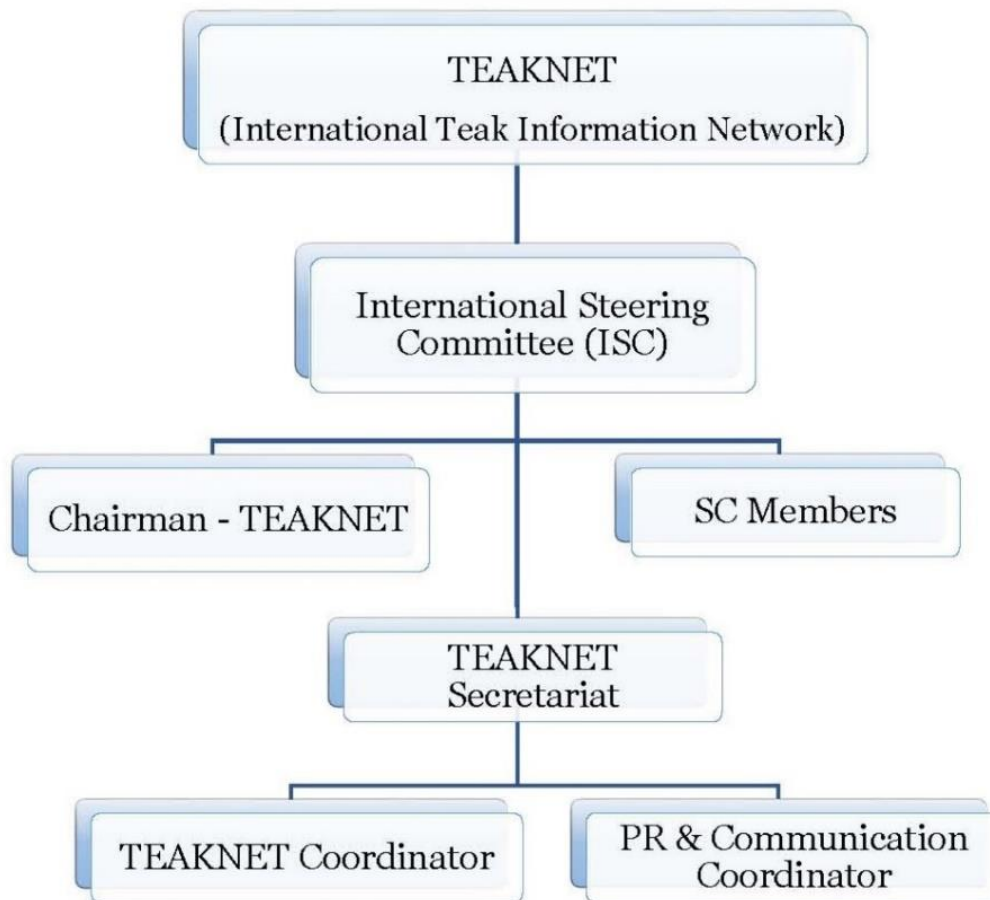 TEAKNET
(International Teak Information Network)
International Steering
Committee (ISC)
Chairman - TEAKNET
SC Members
TEAKNET
Secretariat
TEAKNET Coordinator
PR & Communication
Coordinator